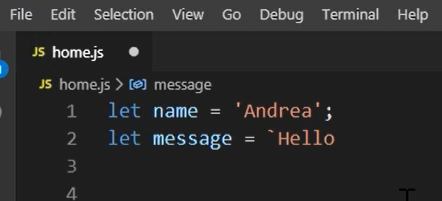 File Edit Selection View Go Debug Terminal Help
JS home.js
JS home.js > message
1 let name = 'Andrea';
2 let message = `Hello
3
4